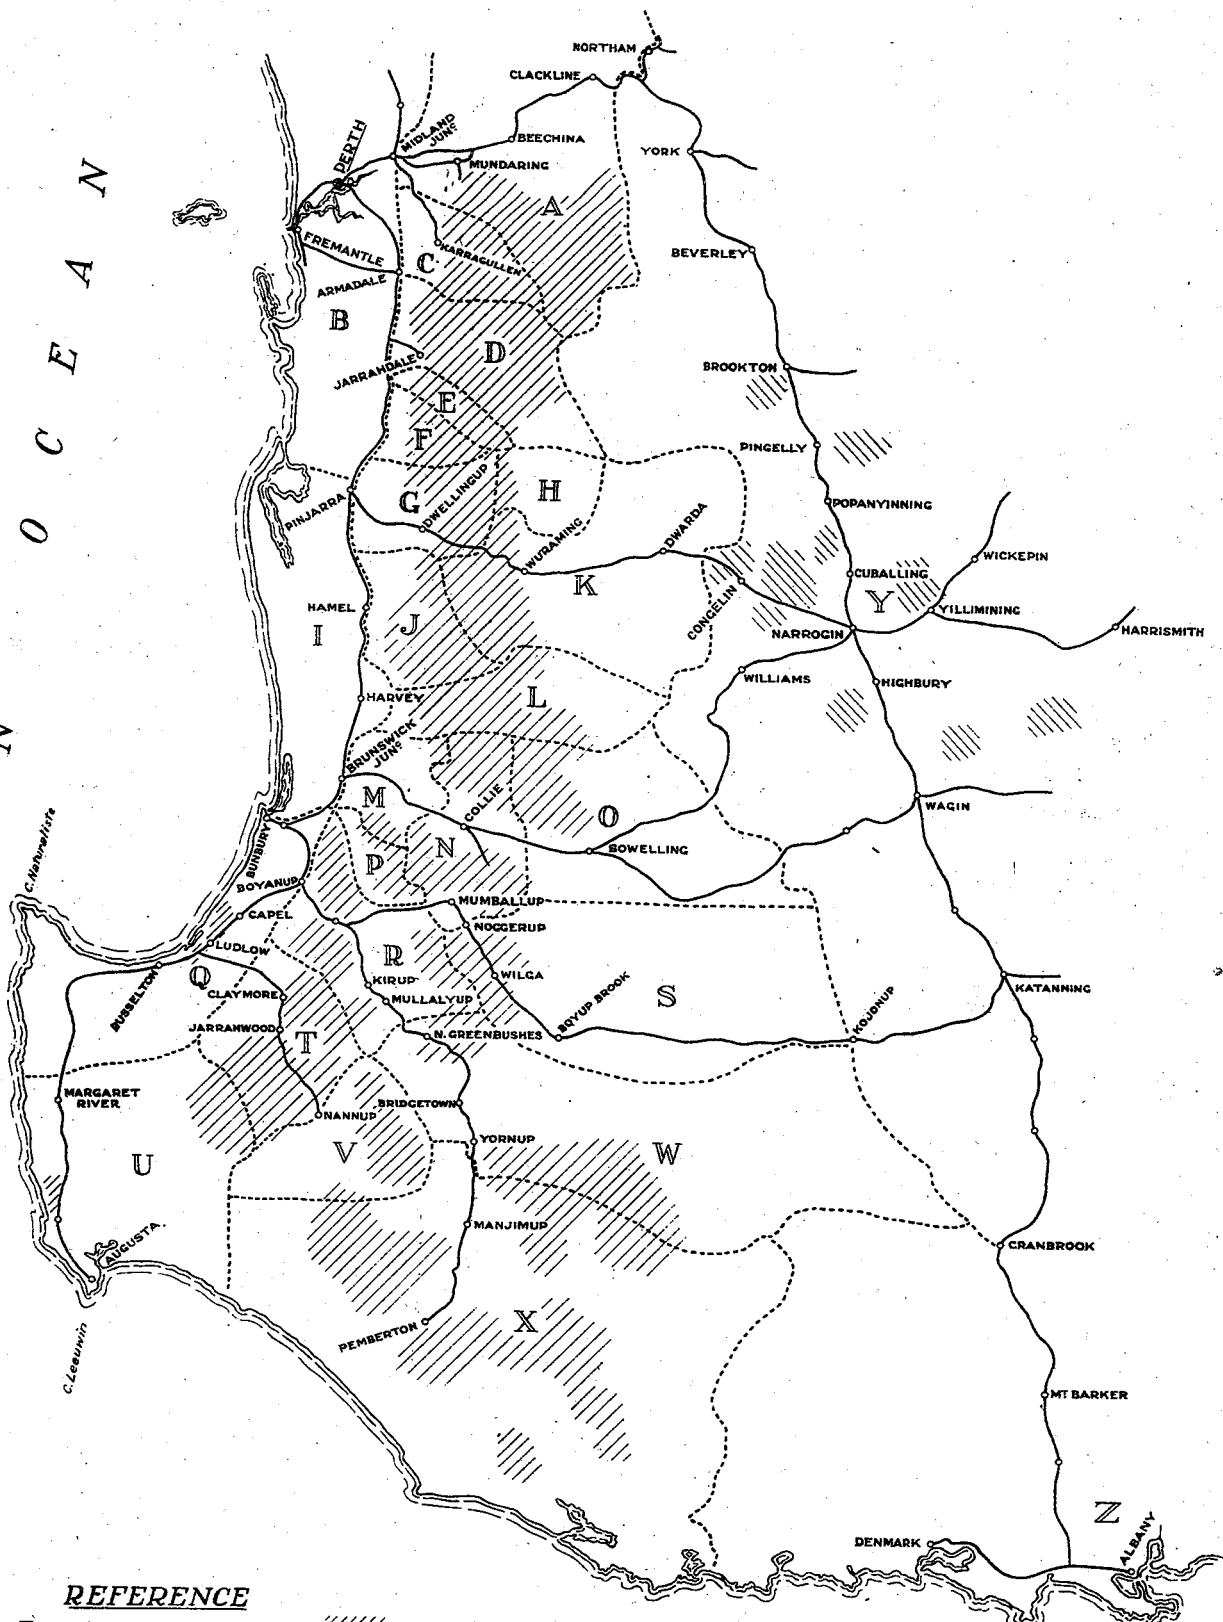 NORTHAM
CLACKLINE
BEECHINA
MIDLAND
JUNC
PERTH
MUNDARING
YORK
A
FREMANTLE
KARRAGULLEN
C
BEVERLEY
ARMADALE
B
D
JARRAHDALE
BROOKTON
E
F
PINGELLY
G
DWELLINGUP
H
PINJARRA
POPANYINNING
WURAMING
DWARDA
WICKEPIN
CUBALLING
K
Y
CONGELIN
HAMEL
I
J
YILLIMINING
NARROGIN
HARRISMITH
WILLIAMS
HIGHBURY
HARVEY
L
BRUNSWICK
JUNC
M
COLLIE
O
WAGIN
BUNBURY
N
BOWELLING
P
C. Naturaliste
BOYANUP
MUMBALLUP
CAPEL
NOGGERUP
LUDLOW
R
Q
KIRUP
WILGA
BUSSELTON
CLAYMORE
MULLALYUP
BOYUP BROOK
S
KATANNING
JARRAHWOOD
T
N. GREENBUSHES
KOJONUP
MARGARET
RIVER
NANNUP
BRIDGETOWN
YORNUP
U
V
W
MANJIMUP
AUGUSTA
CRANBROOK
X
PEMBERTON
C. Leeuwin
MT BARKER
Z
DENMARK
ALBANY
N OCEAN
REFERENCE